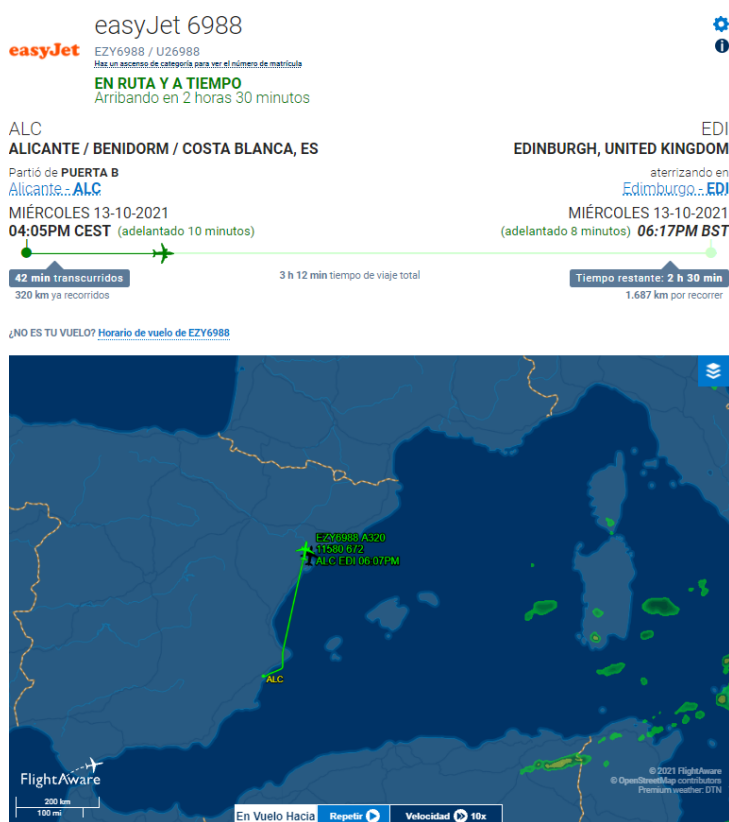 easyJet 6988
easyJet
EZY6988 / U26988
Haz un ascenso de categoría para ver el número de matrícula
EN RUTA Y A TIEMPO
Arribando en 2 horas 30 minutos
ALC
EDI
ALICANTE / BENIDORM / COSTA BLANCA, ES
EDINBURGH, UNITED KINGDOM
Partió de PUERTA B
aterrizando en
Alicante - ALC
Edimburgo - EDI
MIÉRCOLES 13-10-2021
MIÉRCOLES 13-10-2021
04:05PM CEST (adelantado 10 minutos)
(adelantado 8 minutos) 06:17PM BST
42 min transcurridos
3 h 12 min tiempo de viaje total
Tiempo restante: 2 h 30 min
320 km ya recorridos
1.687 km por recorrer
¿NO ES TU VUELO? Horario de vuelo de EZY6988
EZY6988 A320
11580 672
ALC EDI 06:07PM
ALC
FlightAware
200 km
100 mi
© 2021 FlightAware
© OpenStreetMap contributors
Premium weather: DTN
En Vuelo Hacia
Repetir
Velocidad 10x